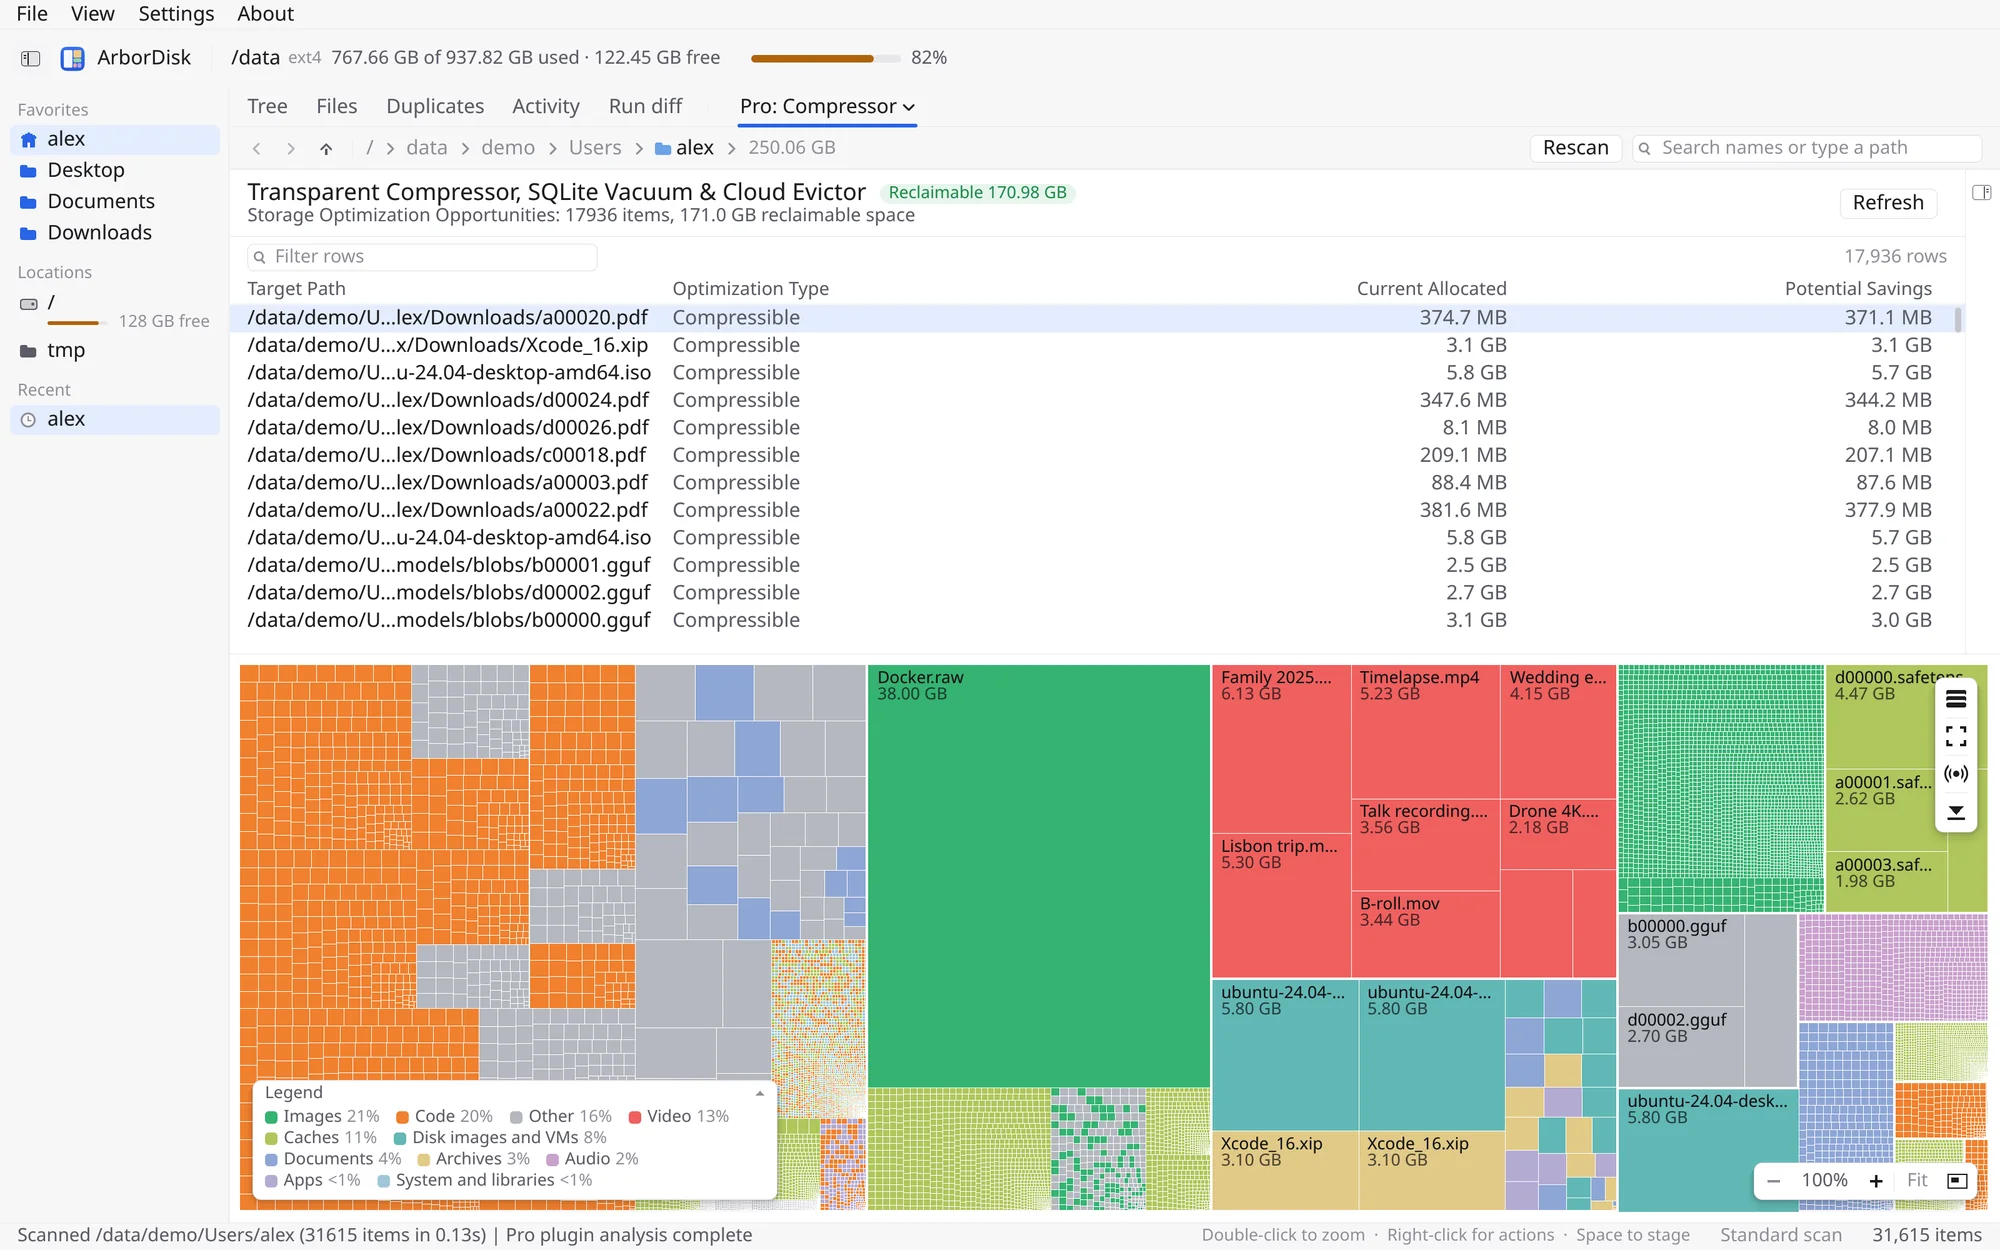 File View Settings About
ArborDisk /data ext4 767.66 GB of 937.82 GB used · 122.45 GB free 82%
Favorites
alex
Desktop
Documents
Downloads
Locations
/
128 GB free
tmp
Recent
alex
Tree Files Duplicates Activity Run diff Pro: Compressor
/ > data > demo > Users > alex > 250.06 GB
Rescan
Search names or type a path
Transparent Compressor, SQLite Vacuum & Cloud Evictor Reclaimable 170.98 GB
Storage Optimization Opportunities: 17936 items, 171.0 GB reclaimable space
Refresh
Filter rows
17,936 rows
Target Path Optimization Type Current Allocated Potential Savings
/data/demo/U...lex/Downloads/a00020.pdf Compressible 374.7 MB 371.1 MB
/data/demo/U...x/Downloads/Xcode_16.xip Compressible 3.1 GB 3.1 GB
/data/demo/U...u-24.04-desktop-amd64.iso Compressible 5.8 GB 5.7 GB
/data/demo/U...lex/Downloads/d00024.pdf Compressible 347.6 MB 344.2 MB
/data/demo/U...lex/Downloads/d00026.pdf Compressible 8.1 MB 8.0 MB
/data/demo/U...lex/Downloads/c00018.pdf Compressible 209.1 MB 207.1 MB
/data/demo/U...lex/Downloads/a00003.pdf Compressible 88.4 MB 87.6 MB
/data/demo/U...lex/Downloads/a00022.pdf Compressible 381.6 MB 377.9 MB
/data/demo/U...u-24.04-desktop-amd64.iso Compressible 5.8 GB 5.7 GB
/data/demo/U...models/blobs/b00001.gguf Compressible 2.5 GB 2.5 GB
/data/demo/U...models/blobs/d00002.gguf Compressible 2.7 GB 2.7 GB
/data/demo/U...models/blobs/b00000.gguf Compressible 3.1 GB 3.0 GB
Docker.raw
38.00 GB
Family 2025....
6.13 GB
Timelapse.mp4
5.23 GB
Wedding e...
4.15 GB
Talk recording....
3.56 GB
Drone 4K....
2.18 GB
Lisbon trip.m...
5.30 GB
B-roll.mov
3.44 GB
ubuntu-24.04-...
5.80 GB
ubuntu-24.04-...
5.80 GB
Xcode_16.xip
3.10 GB
Xcode_16.xip
3.10 GB
d00000.safetens
4.47 GB
a00001.saf...
2.62 GB
a00003.saf...
1.98 GB
b00000.gguf
3.05 GB
d00002.gguf
2.70 GB
ubuntu-24.04-desk...
5.80 GB
Legend
Images 21% Code 20% Other 16% Video 13%
Caches 11% Disk images and VMs 8%
Documents 4% Archives 3% Audio 2%
Apps <1% System and libraries <1%
− 100% + Fit
Scanned /data/demo/Users/alex (31615 items in 0.13s) | Pro plugin analysis complete
Double-click to zoom · Right-click for actions · Space to stage Standard scan 31,615 items